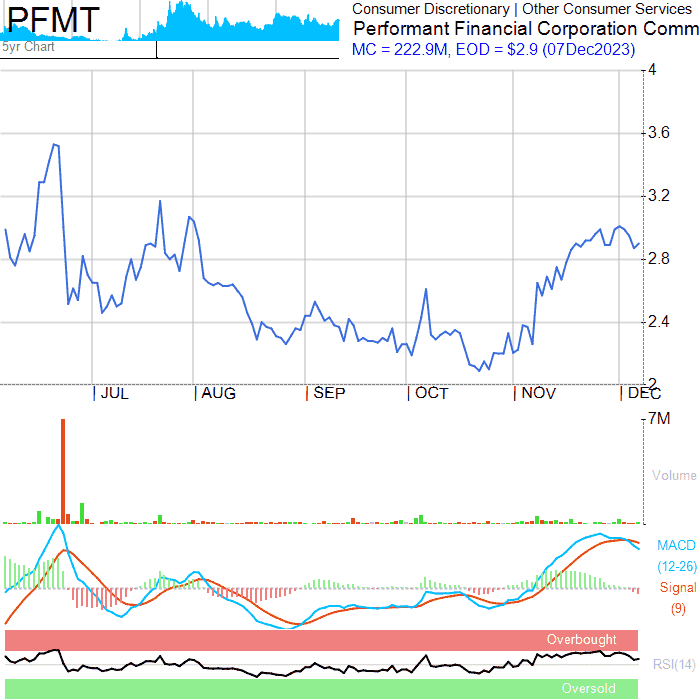 PFMT
5yr Chart
Consumer Discretionary | Other Consumer Services
Performant Financial Corporation Comm
MC = 222.9M, EOD = $2.9 (07Dec2023)
4
3.6
3.2
2.8
2.4
2
JUL AUG SEP OCT NOV DEC
7M
Volume
MACD
(12-26)
Signal
(9)
Overbought
RSI(14)
Oversold